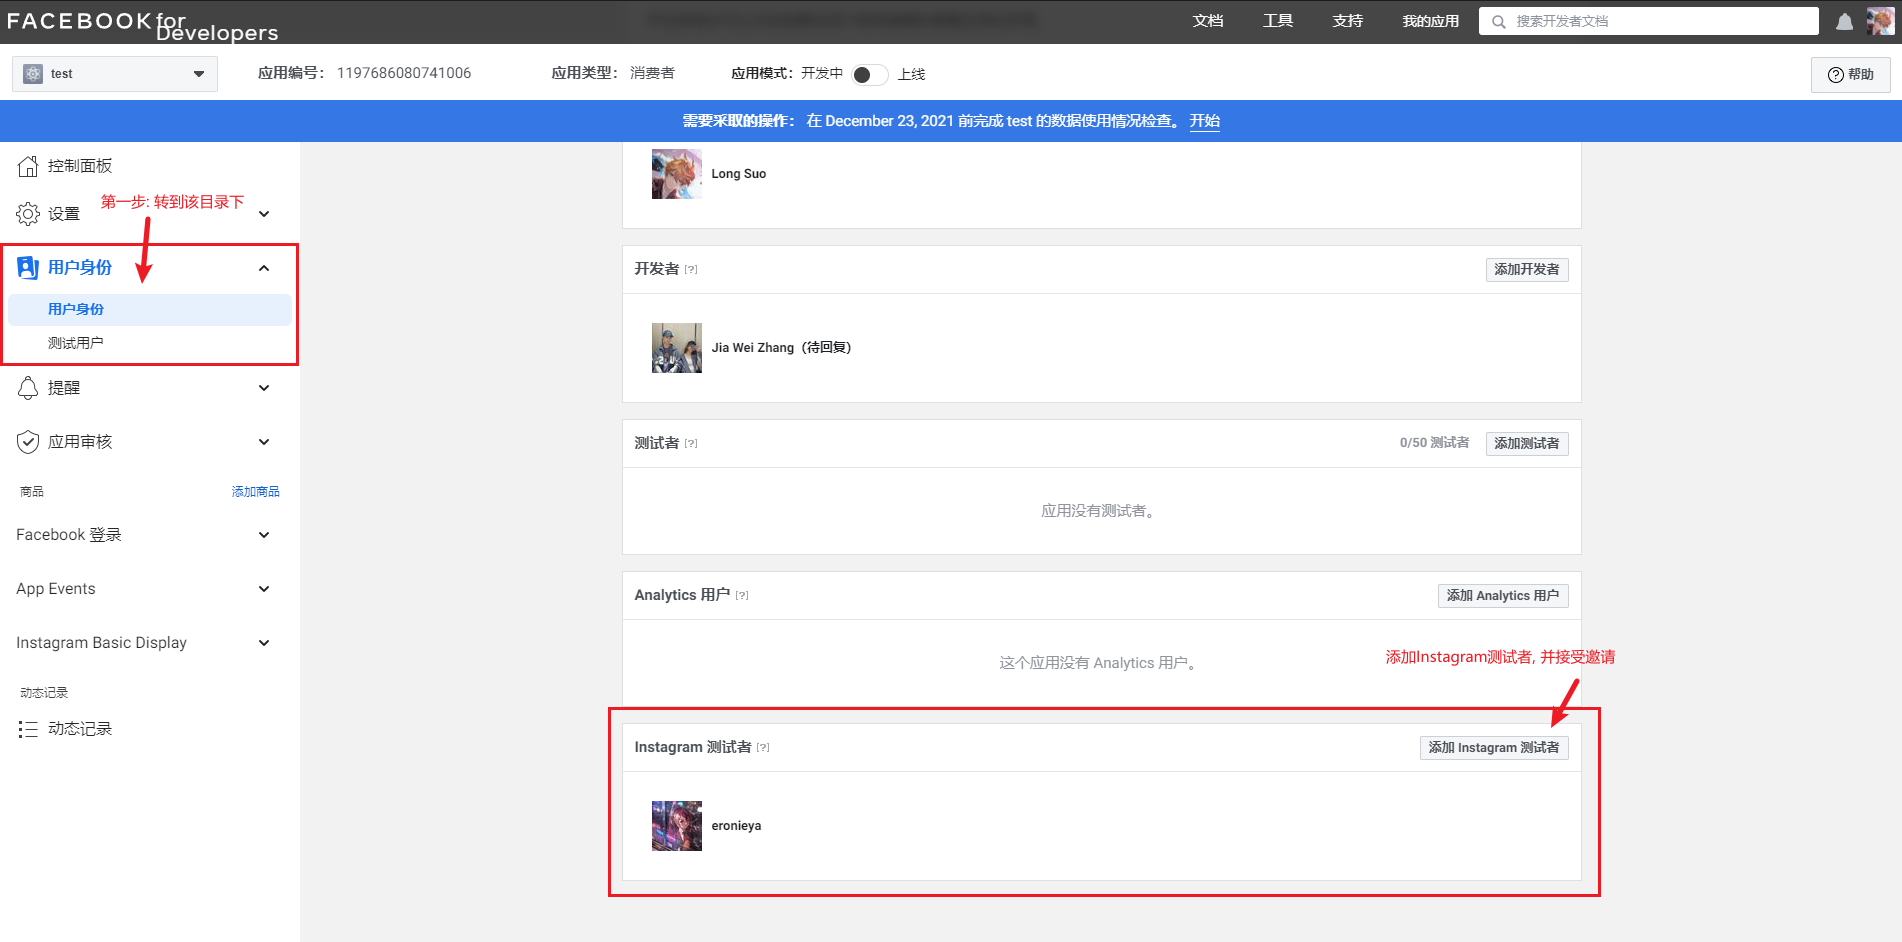 FACEBOOK for Developers
文档 工具 支持 我的应用 搜索开发者文档
test 应用编号： 1197686080741006 应用类型： 消费者 应用模式：开发中 上线 帮助
需要采取的操作： 在 December 23, 2021 前完成 test 的数据使用情况检查。 开始
控制面板
第一步: 转到该目录下
设置
用户身份
用户身份
测试用户
提醒
应用审核
商品 添加商品
Facebook 登录
App Events
Instagram Basic Display
动态记录
动态记录
Long Suo
开发者 [?] 添加开发者
Jia Wei Zhang（待回复）
测试者 [?] 0/50 测试者 添加测试者
应用没有测试者。
Analytics 用户 [?] 添加 Analytics 用户
这个应用没有 Analytics 用户。
添加Instagram测试者, 并接受邀请
Instagram 测试者 [?] 添加 Instagram 测试者
eronieya